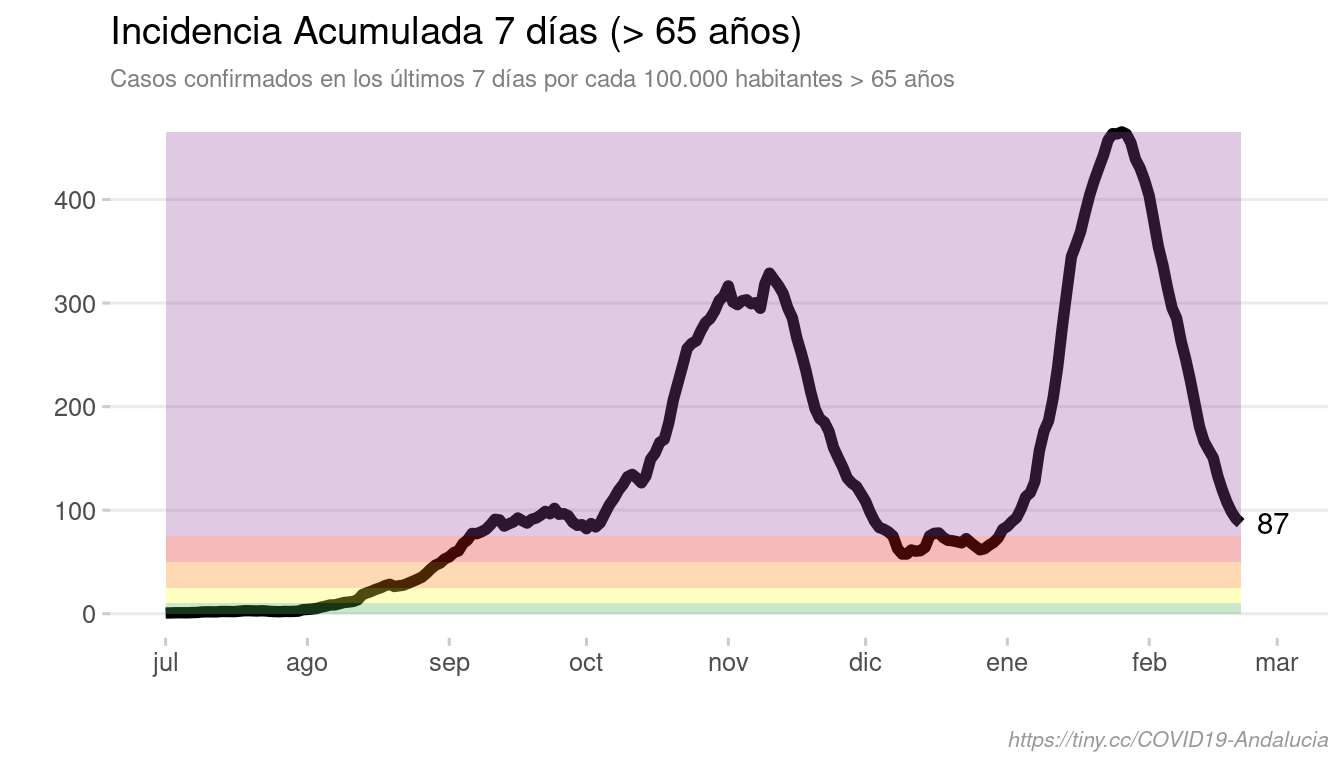 Incidencia Acumulada 7 días (> 65 años)
Casos confirmados en los últimos 7 días por cada 100.000 habitantes > 65 años
400
300
200
100
0
87
jul ago sep oct nov dic ene feb mar
https://tiny.cc/COVID19-Andalucia